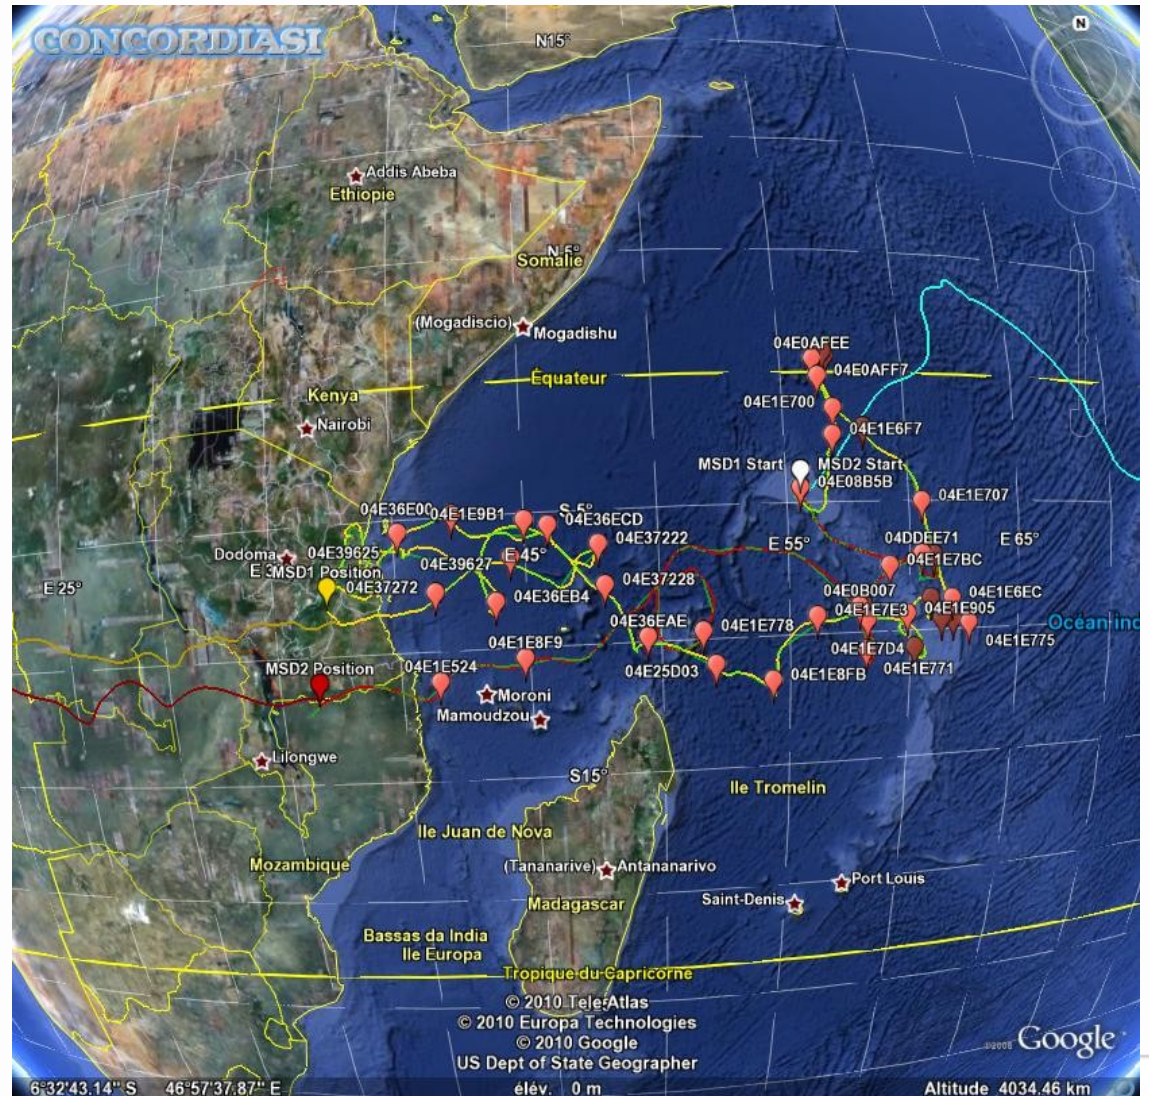 CONCORDIASI
N
N15°
Addis Abeba
Ethiopie
N 5°
Somalie
(Mogadiscio)
Mogadishu
04E0AFEE
04E0AFF7
Équateur
Kenya
04E1E700
Nairobi
04E1E6F7
MSD1 Start
MSD2 Start
04E08B5B
04E1E707
04E36E00
04E1E9B1
04E36ECD
04E37222
04DDEE71
E 65°
E 55°
Dodoma
04E39625
E 45°
04E1E7BC
MSD1 Position
04E39627
E 25°
04E37272
04E37228
04E0B007
04E1E6EC
04E36EB4
04E1E7E3
04E1E905
04E36EAE
04E1E778
Océan ind
04E1E775
04E1E8F9
04E1E7D4
MSD2 Position
04E1E524
04E25D03
04E1E8FB
04E1E771
Moroni
Mamoudzou
Lilongwe
S15°
Ile Tromelin
Ile Juan de Nova
Mozambique
(Tananarive)
Antananarivo
Port Louis
Saint-Denis
Madagascar
Bassas da India
Ile Europa
Tropique du Capricorne
© 2010 Tele Atlas
© 2010 Europa Technologies
© 2010 Google
US Dept of State Geographer
©2008 Google
6°32'43.14" S 46°57'37.87" E
élév. 0 m
Altitude 4034.46 km